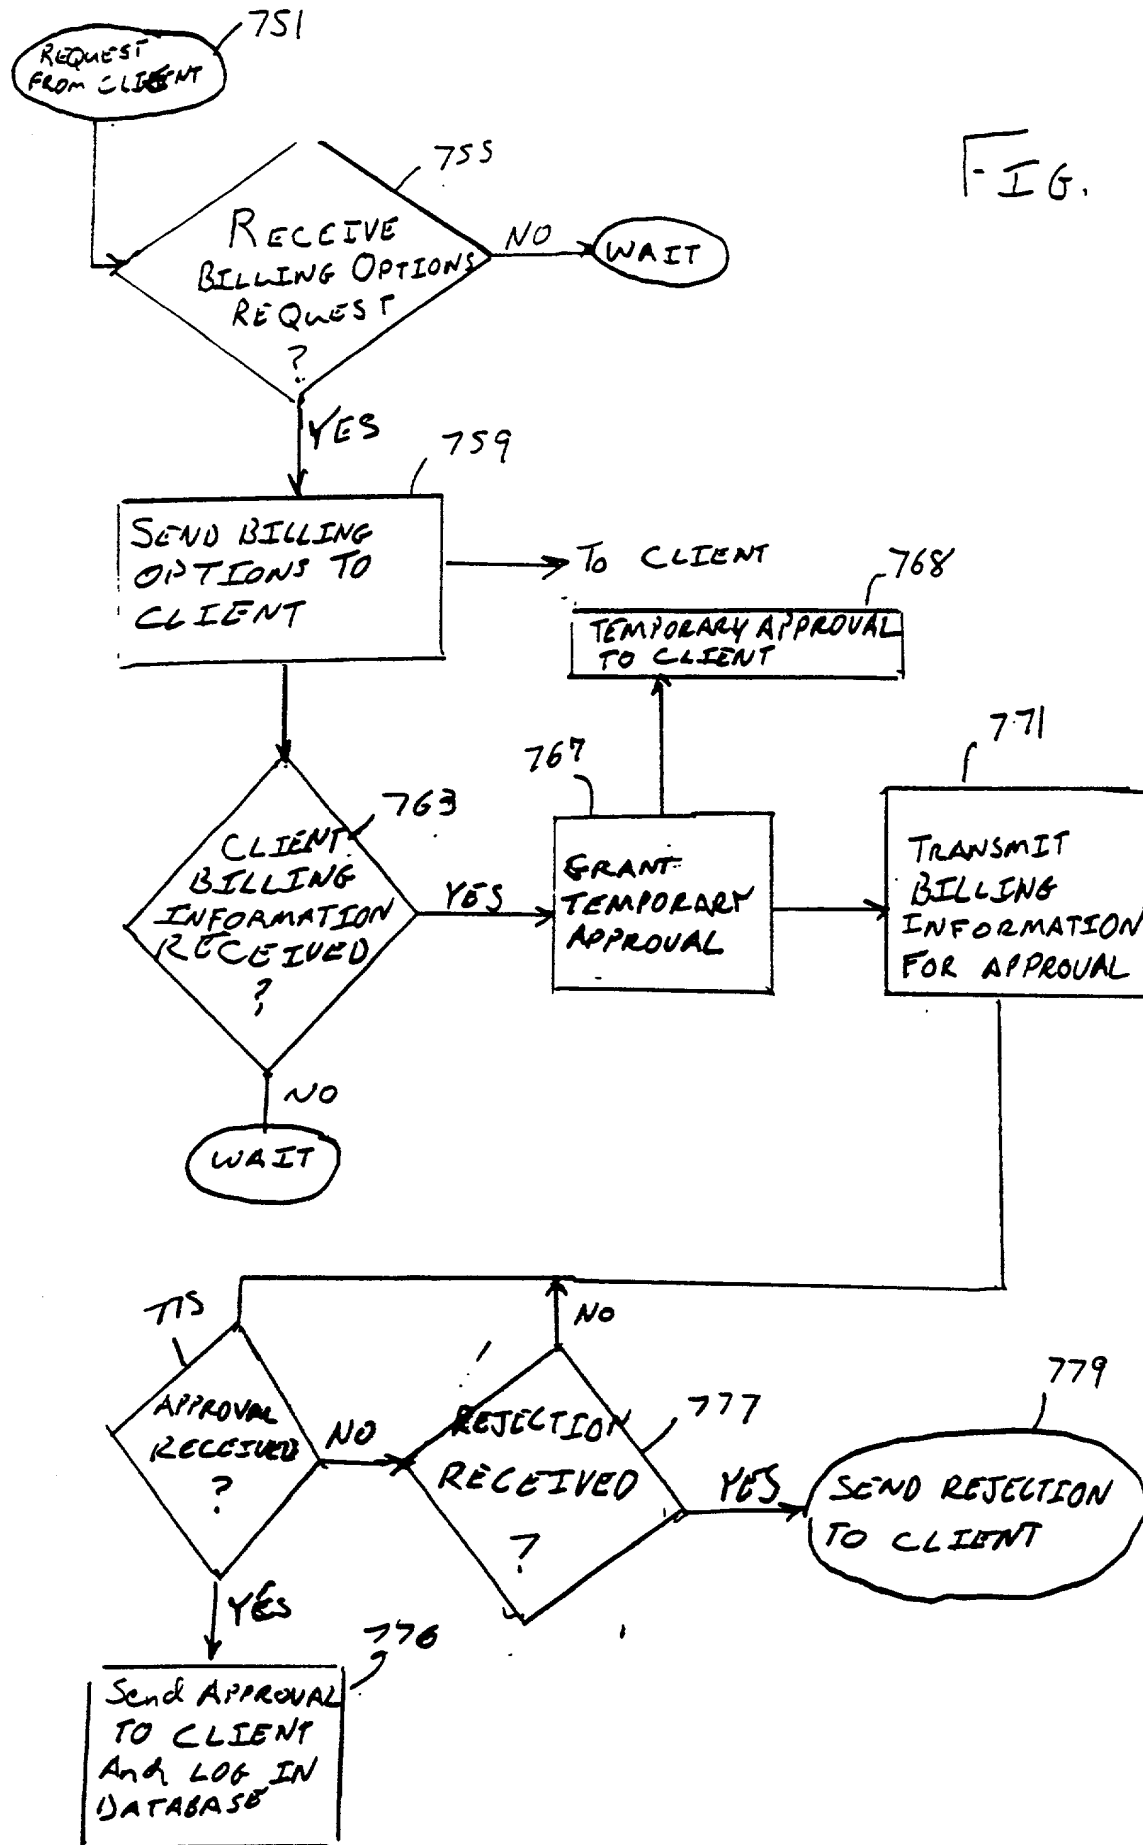 751
REQUEST
FROM CLIENT
FIG.
755
RECEIVE
BILLING OPTIONS
REQUEST
?
NO
WAIT
YES
759
SEND BILLING
OPTIONS TO
CLIENT
TO CLIENT
768
TEMPORARY APPROVAL
TO CLIENT
763
CLIENT
BILLING
INFORMATION
RECEIVED
?
YES
767
GRANT
TEMPORARY
APPROVAL
771
TRANSMIT
BILLING
INFORMATION
FOR APPROVAL
NO
WAIT
775
APPROVAL
RECEIVED
?
NO
NO
777
REJECTION
RECEIVED
?
YES
779
SEND REJECTION
TO CLIENT
YES
776
Send APPROVAL
TO CLIENT
And LOG IN
DATABASE